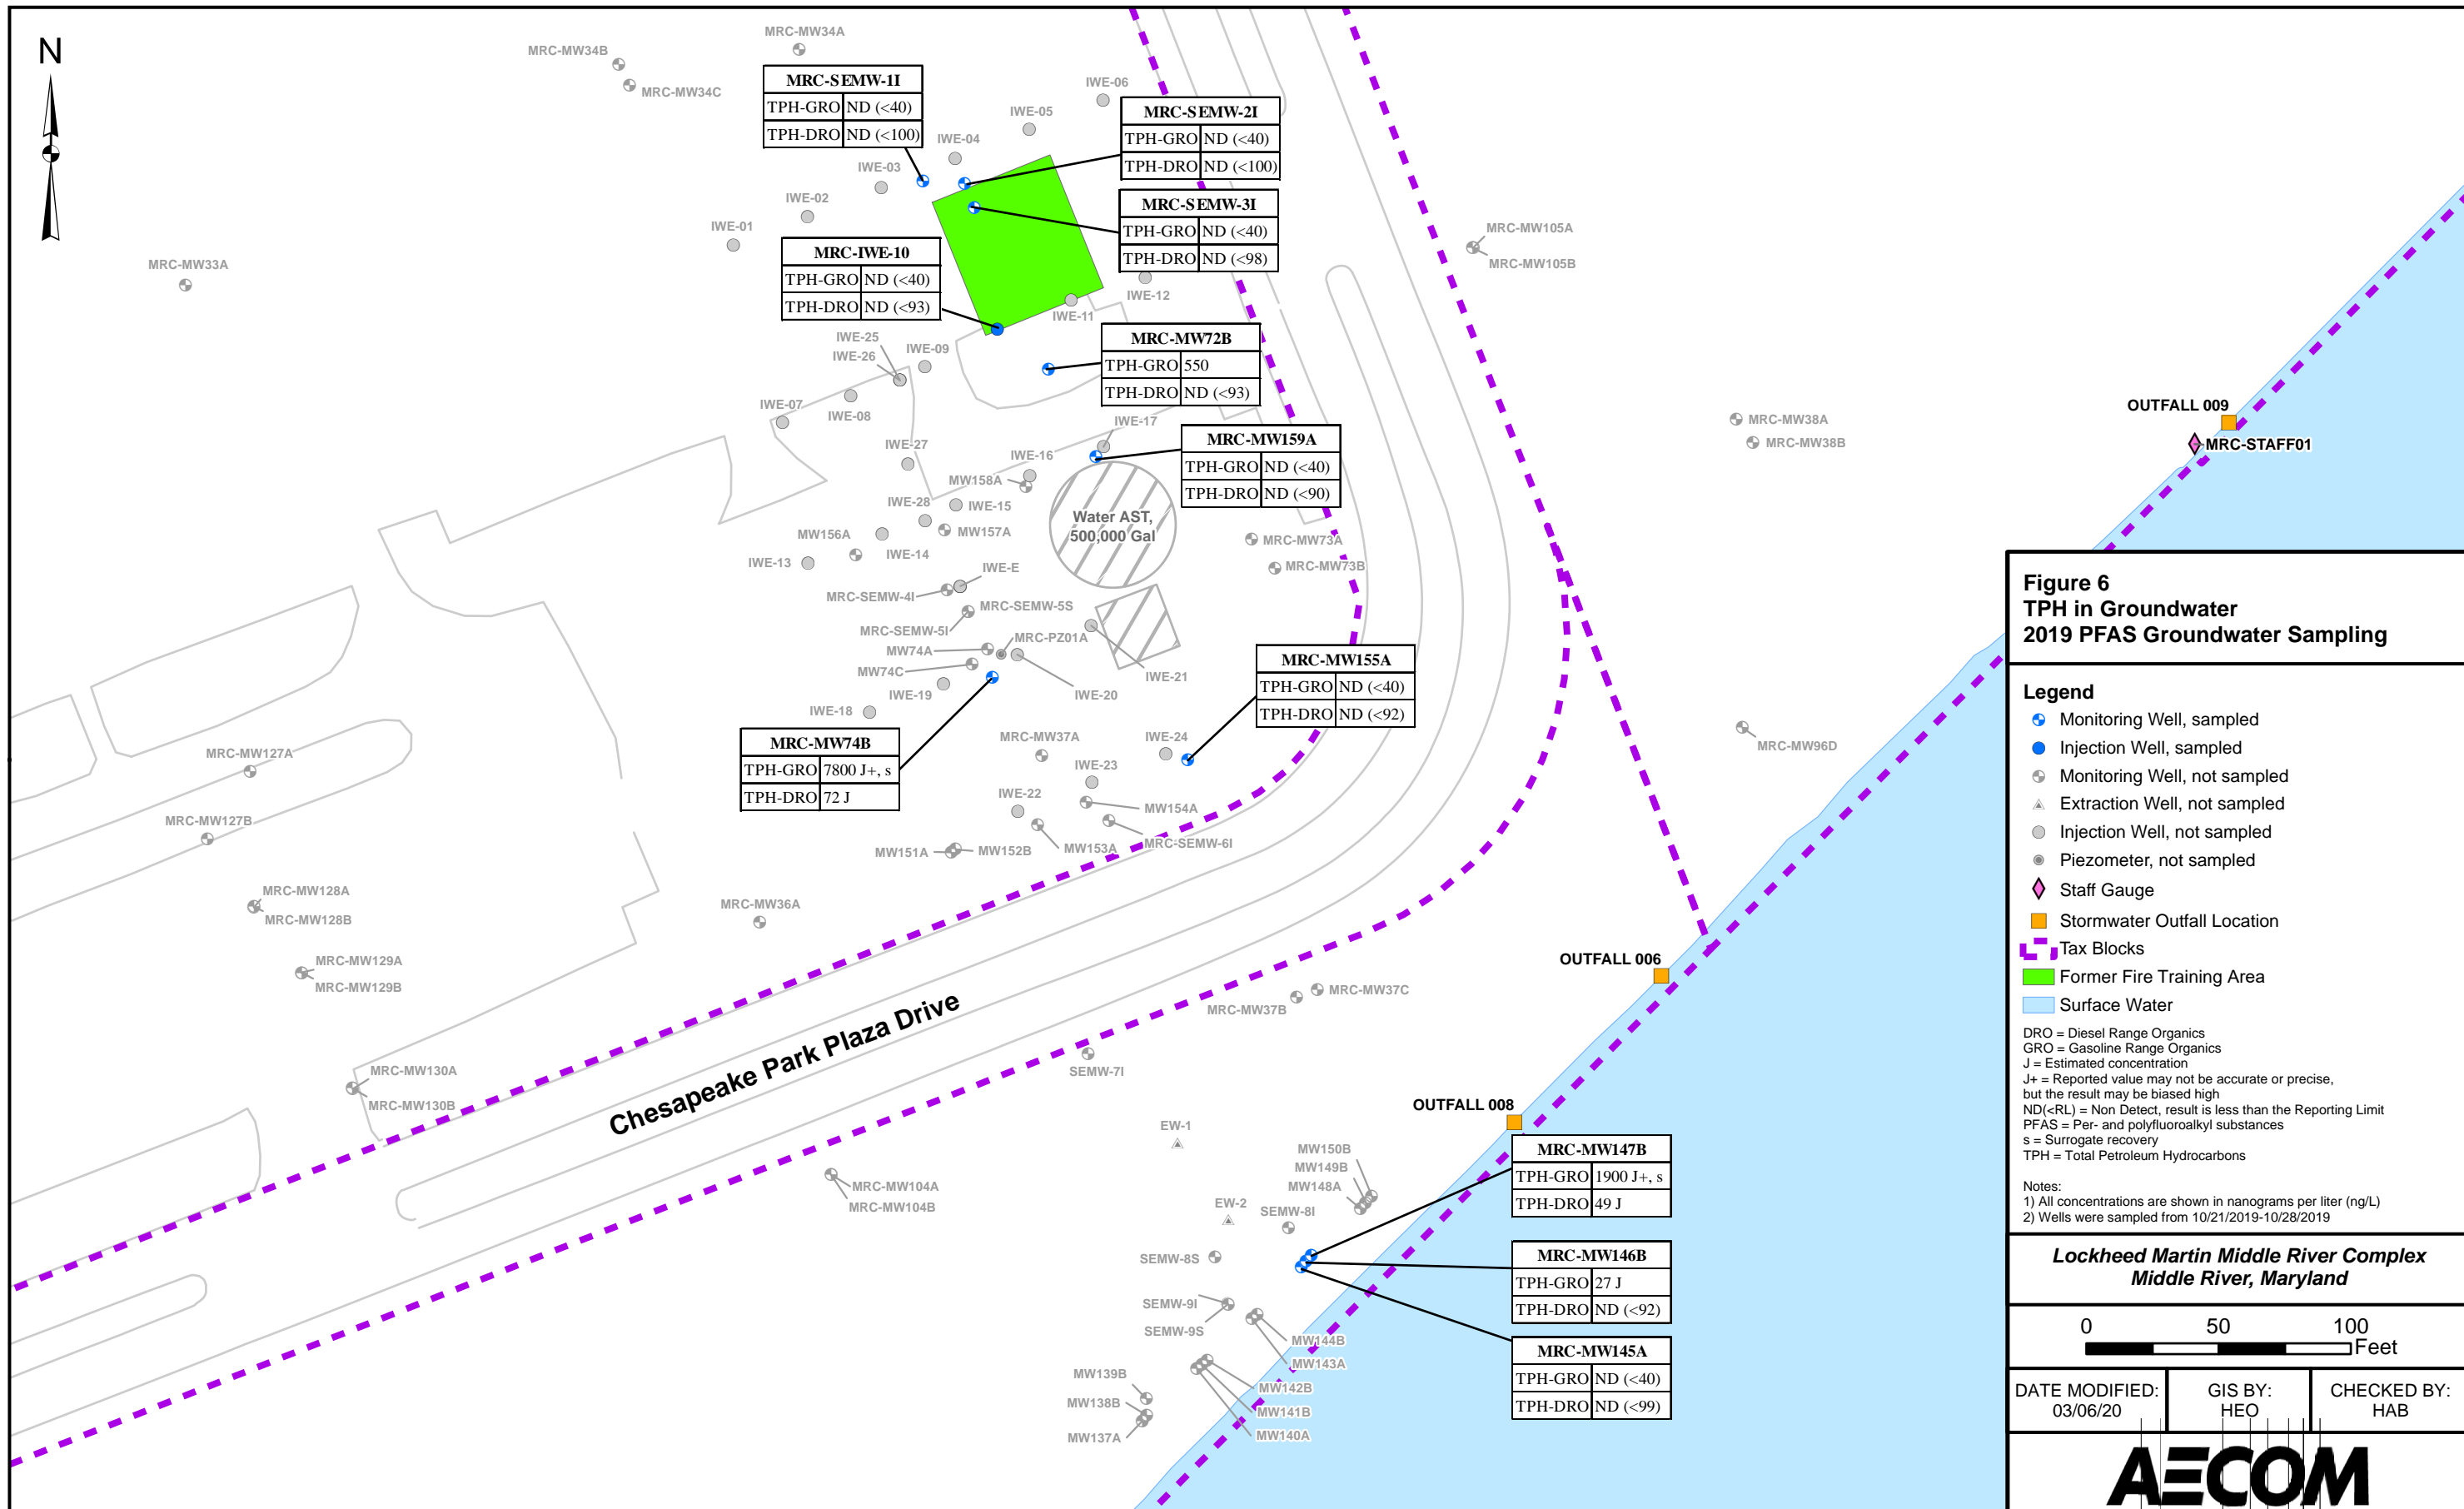 N
MRC-MW34A
MRC-MW34B
MRC-MW34C
MRC-SEMW-1I
TPH-GRO ND (<40)
TPH-DRO ND (<100)
IWE-06
IWE-05
IWE-04
IWE-03
IWE-02
IWE-01
MRC-SEMW-2I
TPH-GRO ND (<40)
TPH-DRO ND (<100)
MRC-SEMW-3I
TPH-GRO ND (<40)
TPH-DRO ND (<98)
MRC-MW33A
MRC-IWE-10
TPH-GRO ND (<40)
TPH-DRO ND (<93)
MRC-MW105A
MRC-MW105B
IWE-12
IWE-11
IWE-25
IWE-26
IWE-09
IWE-07
IWE-08
MRC-MW72B
TPH-GRO 550
TPH-DRO ND (<93)
IWE-17
IWE-27
IWE-16
MW158A
MRC-MW159A
TPH-GRO ND (<40)
TPH-DRO ND (<90)
MRC-MW38A
MRC-MW38B
OUTFALL 009
MRC-STAFF01
IWE-28
IWE-15
MW156A
MW157A
IWE-14
IWE-13
Water AST,
500,000 Gal
MRC-MW73A
MRC-MW73B
IWE-E
MRC-SEMW-4I
MRC-SEMW-5S
MRC-SEMW-5I
MRC-PZ01A
MW74A
MW74C
IWE-19
IWE-20
IWE-21
IWE-18
MRC-MW155A
TPH-GRO ND (<40)
TPH-DRO ND (<92)
MRC-MW74B
TPH-GRO 7800 J+, s
TPH-DRO 72 J
MRC-MW37A
IWE-24
IWE-23
IWE-22
MW154A
MW153A
MRC-SEMW-6I
MW151A
MW152B
MRC-MW96D
MRC-MW127A
MRC-MW127B
MRC-MW128A
MRC-MW128B
MRC-MW129A
MRC-MW129B
MRC-MW36A
MRC-MW130A
MRC-MW130B
Chesapeake Park Plaza Drive
OUTFALL 006
MRC-MW37C
MRC-MW37B
SEMW-7I
OUTFALL 008
EW-1
MRC-MW104A
MRC-MW104B
MW150B
MW149B
MW148A
EW-2
SEMW-8I
SEMW-8S
MRC-MW147B
TPH-GRO 1900 J+, s
TPH-DRO 49 J
MRC-MW146B
TPH-GRO 27 J
TPH-DRO ND (<92)
MRC-MW145A
TPH-GRO ND (<40)
TPH-DRO ND (<99)
SEMW-9I
SEMW-9S
MW144B
MW143A
MW139B
MW138B
MW137A
MW142B
MW141B
MW140A
Figure 6
TPH in Groundwater
2019 PFAS Groundwater Sampling
Legend
Monitoring Well, sampled
Injection Well, sampled
Monitoring Well, not sampled
Extraction Well, not sampled
Injection Well, not sampled
Piezometer, not sampled
Staff Gauge
Stormwater Outfall Location
Tax Blocks
Former Fire Training Area
Surface Water
DRO = Diesel Range Organics
GRO = Gasoline Range Organics
J = Estimated concentration
J+ = Reported value may not be accurate or precise,
but the result may be biased high
ND(<RL) = Non Detect, result is less than the Reporting Limit
PFAS = Per- and polyfluoroalkyl substances
s = Surrogate recovery
TPH = Total Petroleum Hydrocarbons
Notes:
1) All concentrations are shown in nanograms per liter (ng/L)
2) Wells were sampled from 10/21/2019-10/28/2019
Lockheed Martin Middle River Complex
Middle River, Maryland
0 50 100
Feet
DATE MODIFIED:
03/06/20
GIS BY:
HEO
CHECKED BY:
HAB
AECOM